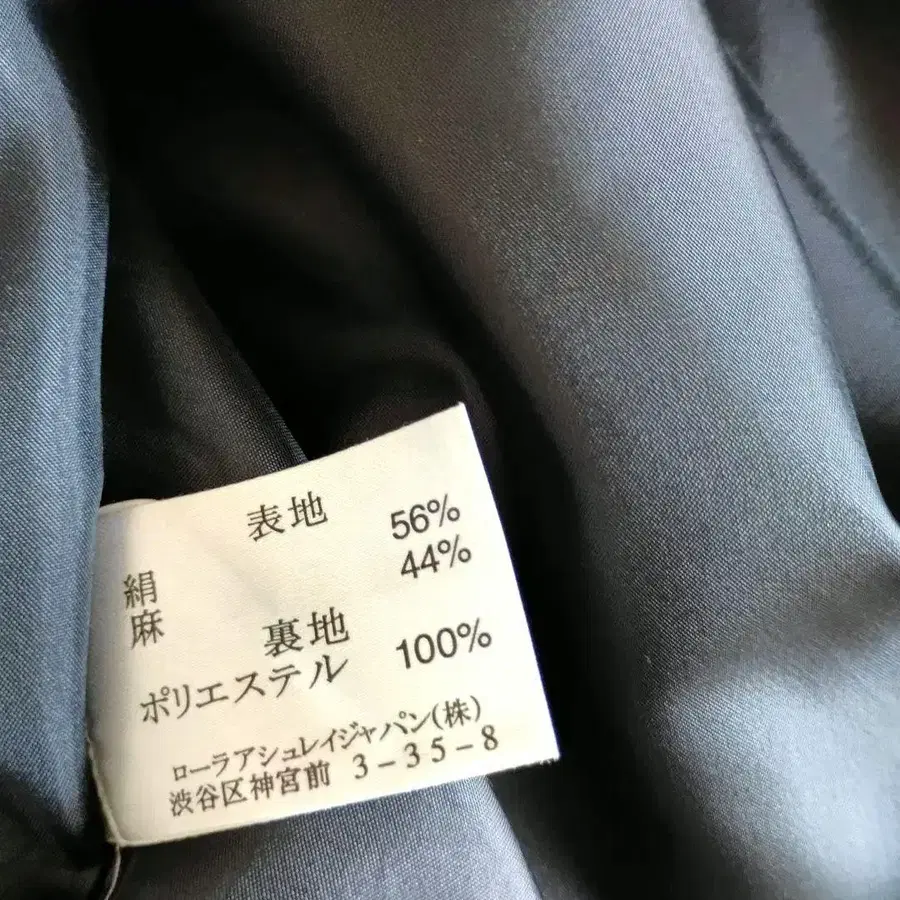 表地
絹 56%
麻 44%
裏地
ポリエステル 100%
ローラアシュレイジャパン(株)
渋谷区神宮前 3-35-8